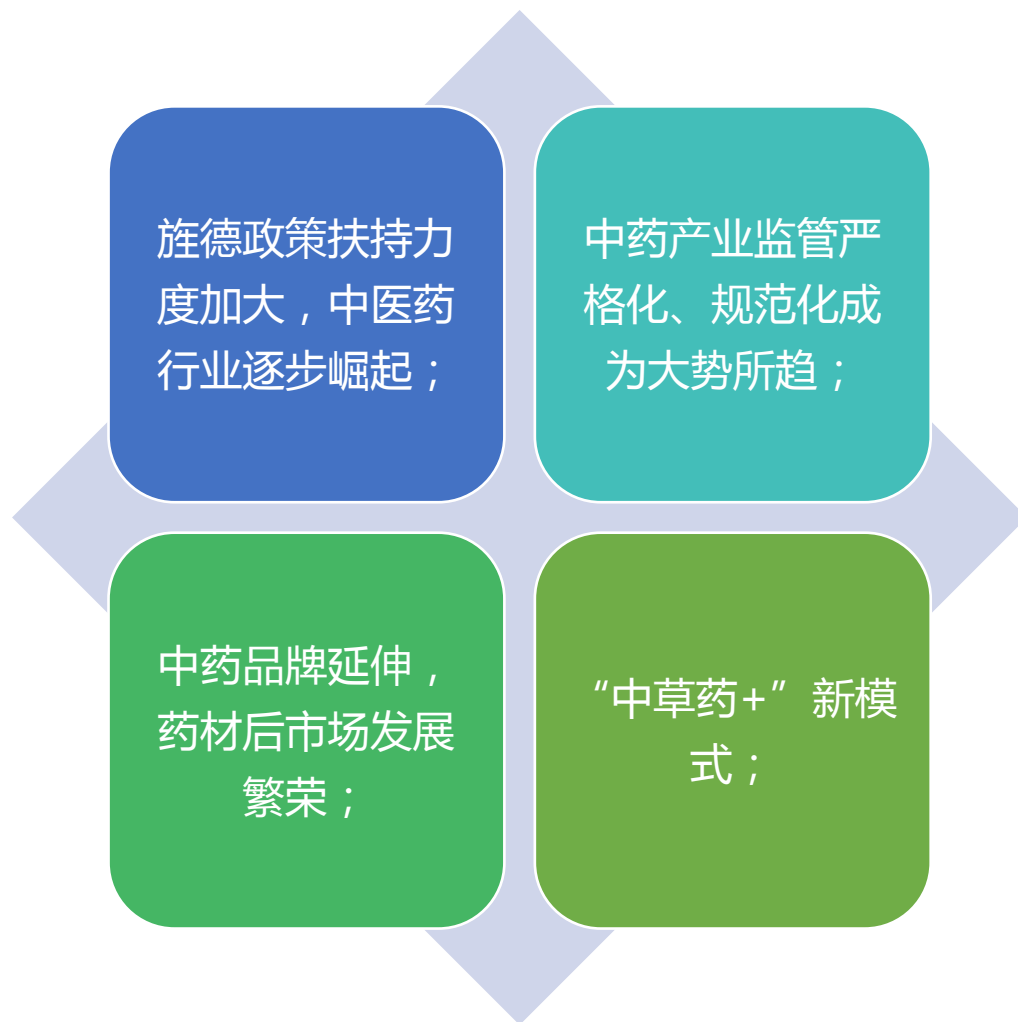 旌德政策扶持力
度加大，中医药
行业逐步崛起；
中药产业监管严
格化、规范化成
为大势所趋；
中药品牌延伸，
药材后市场发展
繁荣；
“中草药+”新模
式；